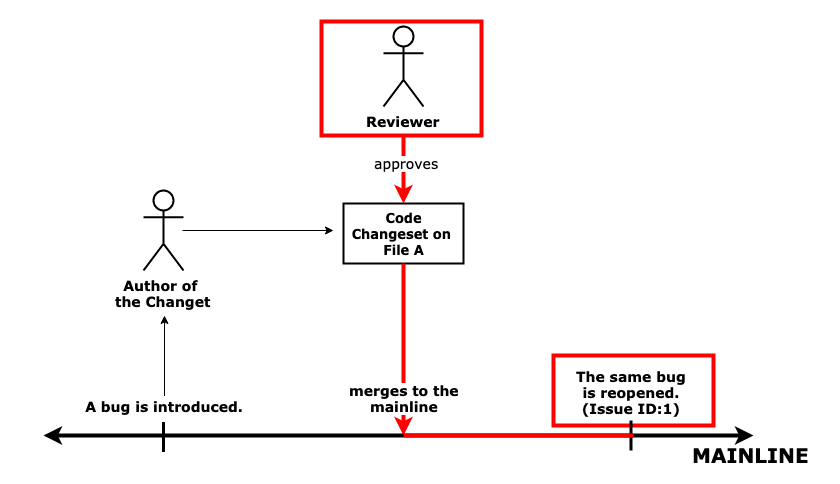 Reviewer
approves
Code
Changeset on
File A
Author of
the Changet
A bug is introduced.
merges to the
mainline
The same bug
is reopened.
(Issue ID:1)
MAINLINE